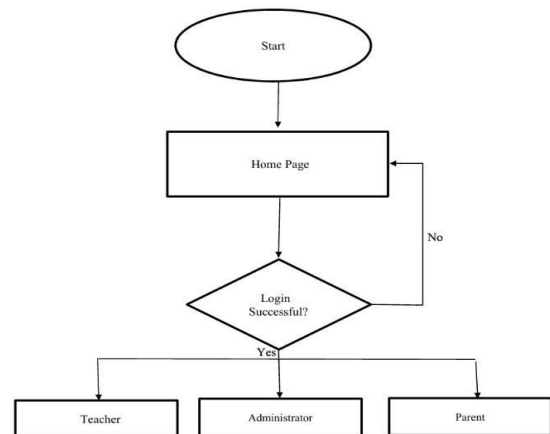 Start
Home Page
No
Login
Successful?
Yes
Teacher
Administrator
Parent